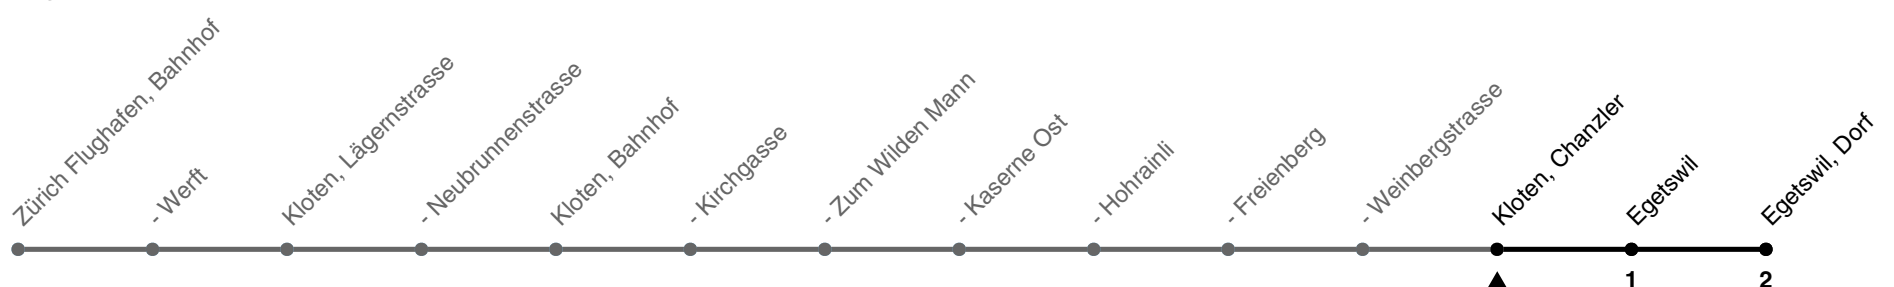 Zürich Flughafen, Bahnhof
- Werft
Kloten, Lägernstrasse
- Neubrunnenstrasse
Kloten, Bahnhof
- Kirchgasse
- Zum Wilden Mann
- Kaserne Ost
- Hohrainli
- Freienberg
- Weinbergstrasse
Kloten, Chanzler
Egetswil
Egetswil, Dorf
1
2